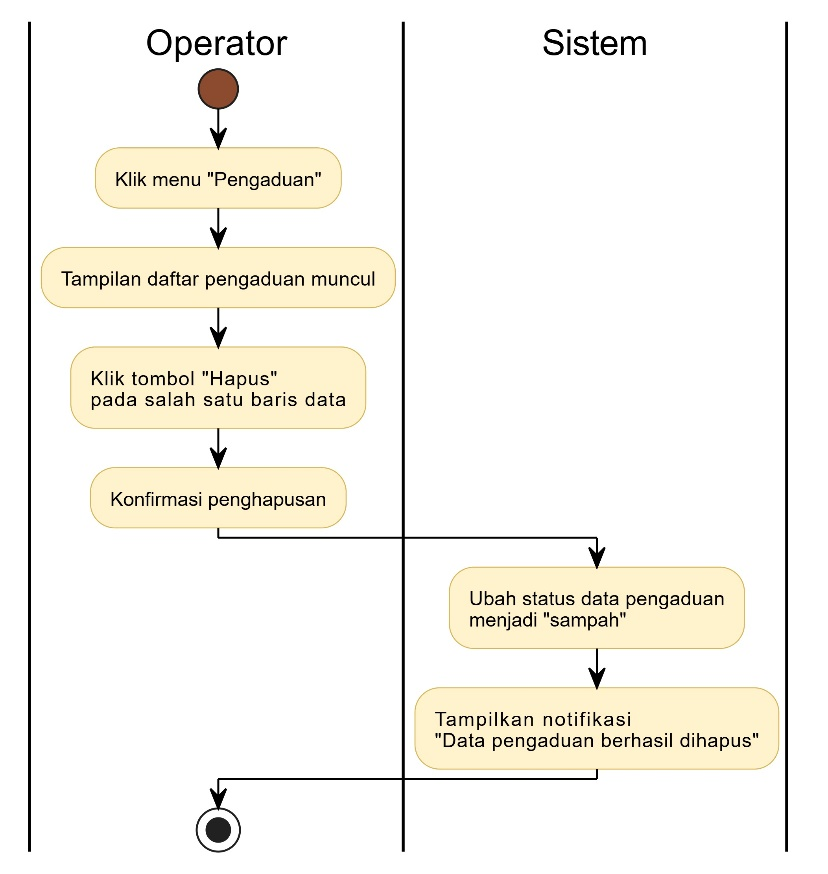 Operator
Sistem
Klik menu "Pengaduan"
Tampilan daftar pengaduan muncul
Klik tombol "Hapus"
pada salah satu baris data
Konfirmasi penghapusan
Ubah status data pengaduan
menjadi "sampah"
Tampilkan notifikasi
"Data pengaduan berhasil dihapus"